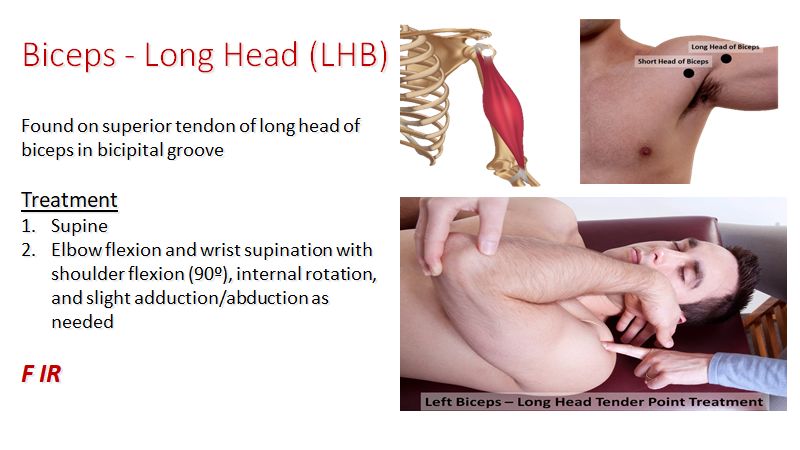 Biceps - Long Head (LHB)
Found on superior tendon of long head of
biceps in bicipital groove
Treatment
1. Supine
2. Elbow flexion and wrist supination with
shoulder flexion (90º), internal rotation,
and slight adduction/abduction as
needed
F IR
Long Head of Biceps
Short Head of Biceps
Left Biceps – Long Head Tender Point Treatment